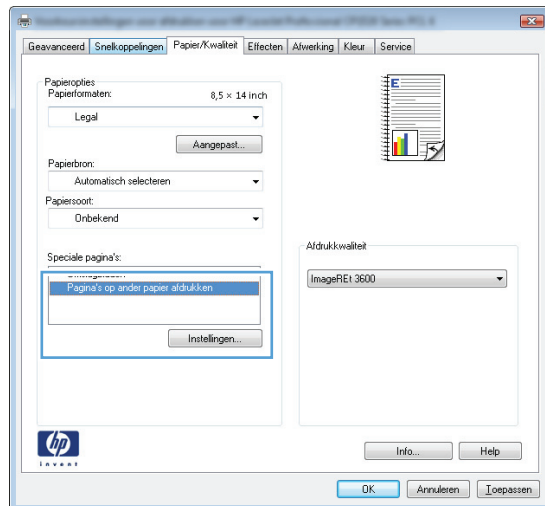 Geavanceerd Snelkoppelingen Papier/Kwaliteit Effecten Afwerking Kleur Service
Papieropties
Papierformaten: 8,5 × 14 inch
Legal
Aangepast...
Papierbron:
Automatisch selecteren
Papiersoort:
Onbekend
Speciale pagina's:
Pagina's op ander papier afdrukken
Instellingen...
E
Afdrukkwaliteit
ImageREt 3600
hp
invent
Info... Help
OK Annuleren Toepassen